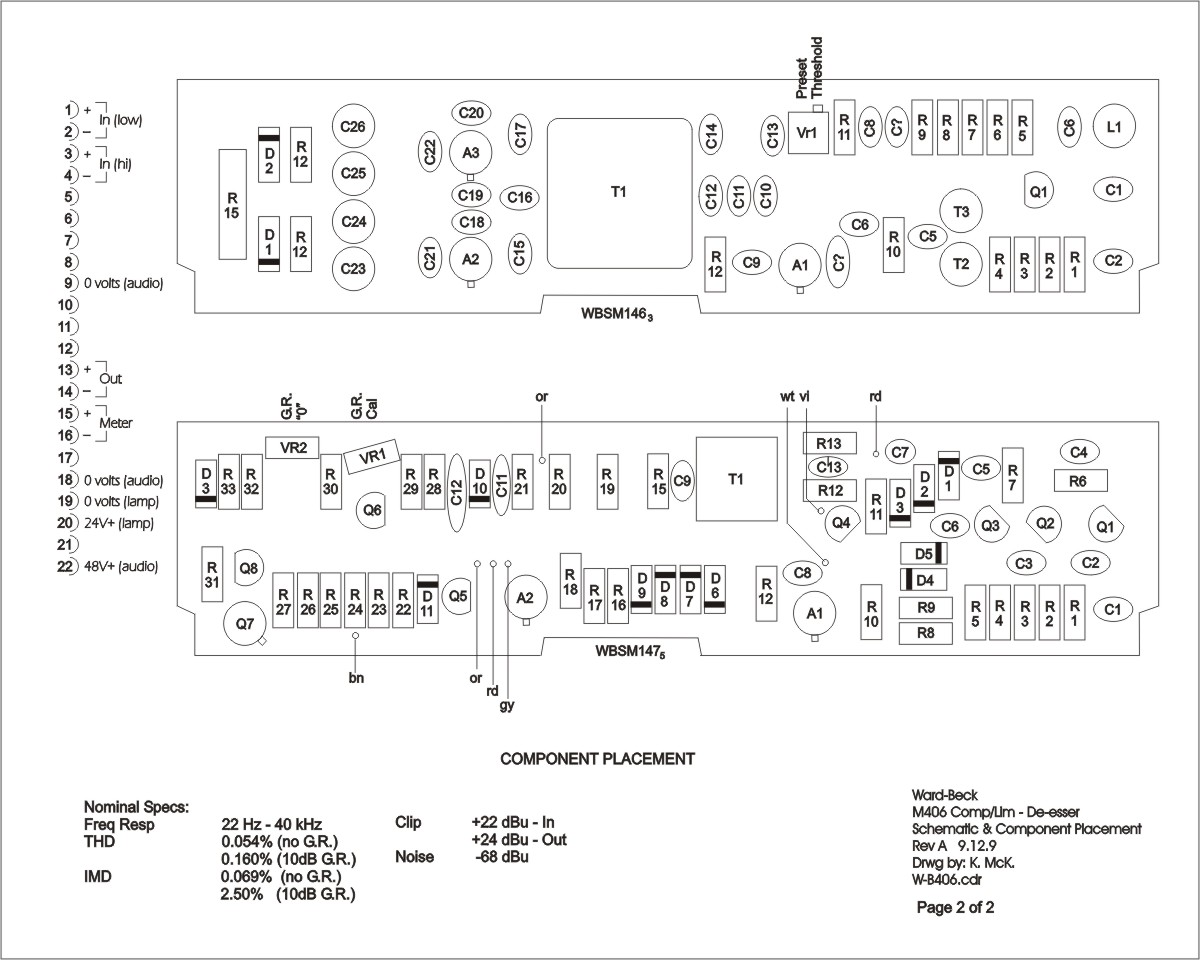 Preset
Threshold
1 + In (low)
2 –
3 + In (hi)
4 –
5
6
7
8
9 0 volts (audio)
10
11
12
13 + Out
14 –
15 + Meter
16 –
17
18 0 volts (audio)
19 0 volts (lamp)
20 24V+ (lamp)
21
22 48V+ (audio)
C26 C20 C17 C14 C13 Vr1 R11 C8 C? R9 R8 R7 R6 R5 C6 L1
D2 R12 C22 A3
R15 C25 C19 C16 T1 C12 C11 C10 Q1 C1
C24 C18 C6 T3
D1 R12 C23 C21 A2 C15 R12 C9 A1 C? R10 C5 T2 R4 R3 R2 R1 C2
WBSM146 3
G.R. "0" G.R. Cal or wt vi rd
VR2 VR1 R13 C7 C4
D3 R33 R32 R30 R29 R28 C12 D10 C11 R21 R20 R19 R15 C9 T1 C13 R12 D1 C5 R7 R6
Q6 Q4 R11 D3 D2 C6 Q3 Q2 Q1
R31 Q8 R18 C8 D5 C3 C2
Q7 R27 R26 R25 R24 R23 R22 D11 Q5 A2 R17 R16 D9 D8 D7 D6 R12 A1 R10 D4 R9 R8 R5 R4 R3 R2 R1 C1
WBSM147 5
bn or rd gy
COMPONENT PLACEMENT
Nominal Specs:
Freq Resp 22 Hz - 40 kHz
THD 0.054% (no G.R.)
0.160% (10dB G.R.)
IMD 0.069% (no G.R.)
2.50% (10dB G.R.)
Clip +22 dBu - In
+24 dBu - Out
Noise -68 dBu
Ward-Beck
M406 Comp/Lim - De-esser
Schematic & Component Placement
Rev A 9.12.9
Drwg by: K. McK.
W-B406.cdr
Page 2 of 2